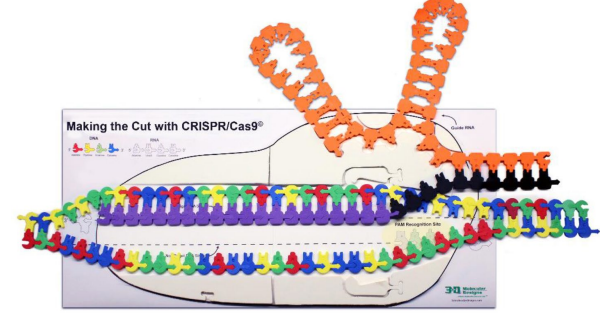 Making the Cut with CRISPR/Cas9©
DNA
RNA
Guide RNA
PAM Recognition Site
3D Molecular
Designs